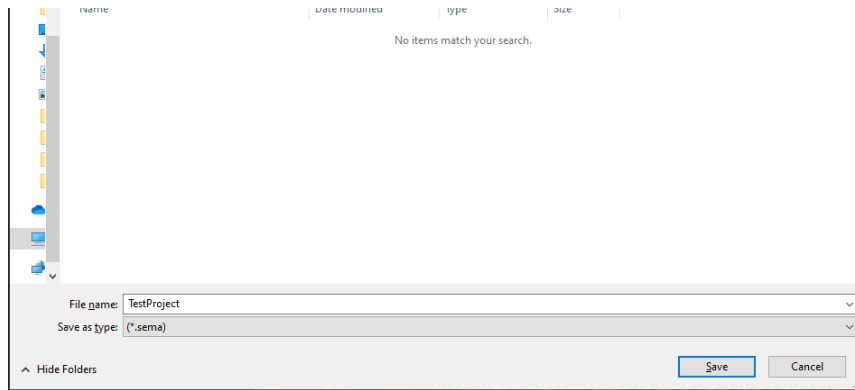 Name Date modified Type Size
No items match your search.
File name: TestProject
Save as type: (*.sema)
Hide Folders Save Cancel